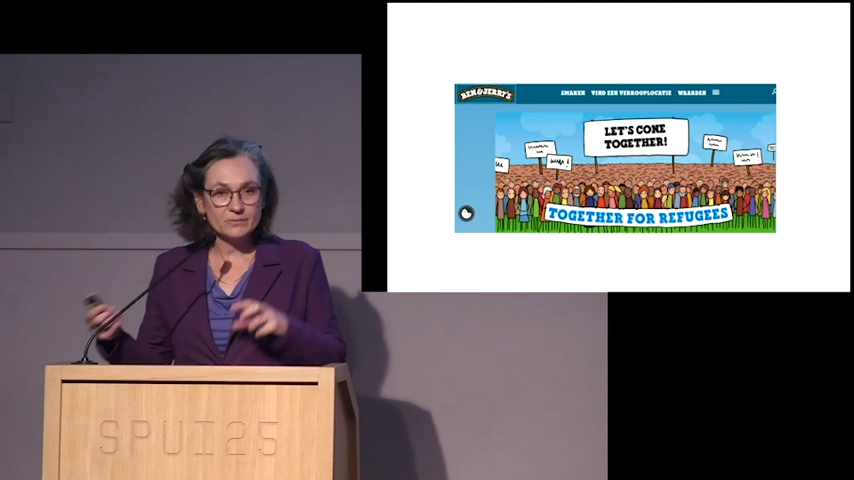 BEN & JERRY'S
SMAKEN VIND EEN VERKOOPLOCATIE WAARDEN
LET'S CONE
TOGETHER!
TOGETHER FOR REFUGEES
SPUI25